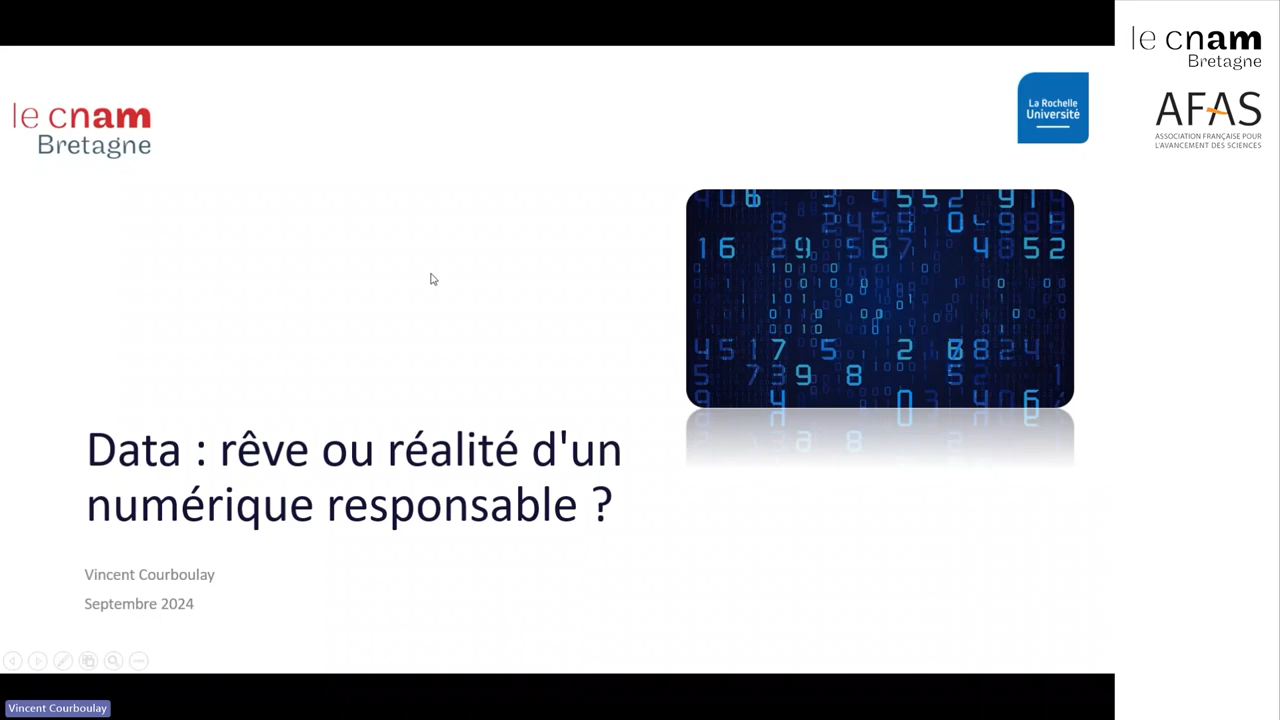 le cnam
Bretagne
La Rochelle
Université
le cnam
Bretagne
AFAS
ASSOCIATION FRANÇAISE POUR
L'AVANCEMENT DES SCIENCES
Data : rêve ou réalité d'un
numérique responsable ?
Vincent Courboulay
Septembre 2024
Vincent Courboulay